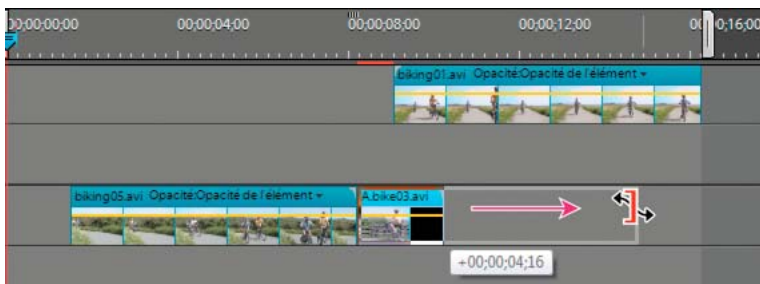 00;00;00;00 00;00;04;00 00;00;08;00 00;00;12;00 00;00;16;00
biking01.avi Opacité:Opacité de l'élément
biking05.avi Opacité:Opacité de l'élément A.bike03.avi
+00;00;04;16